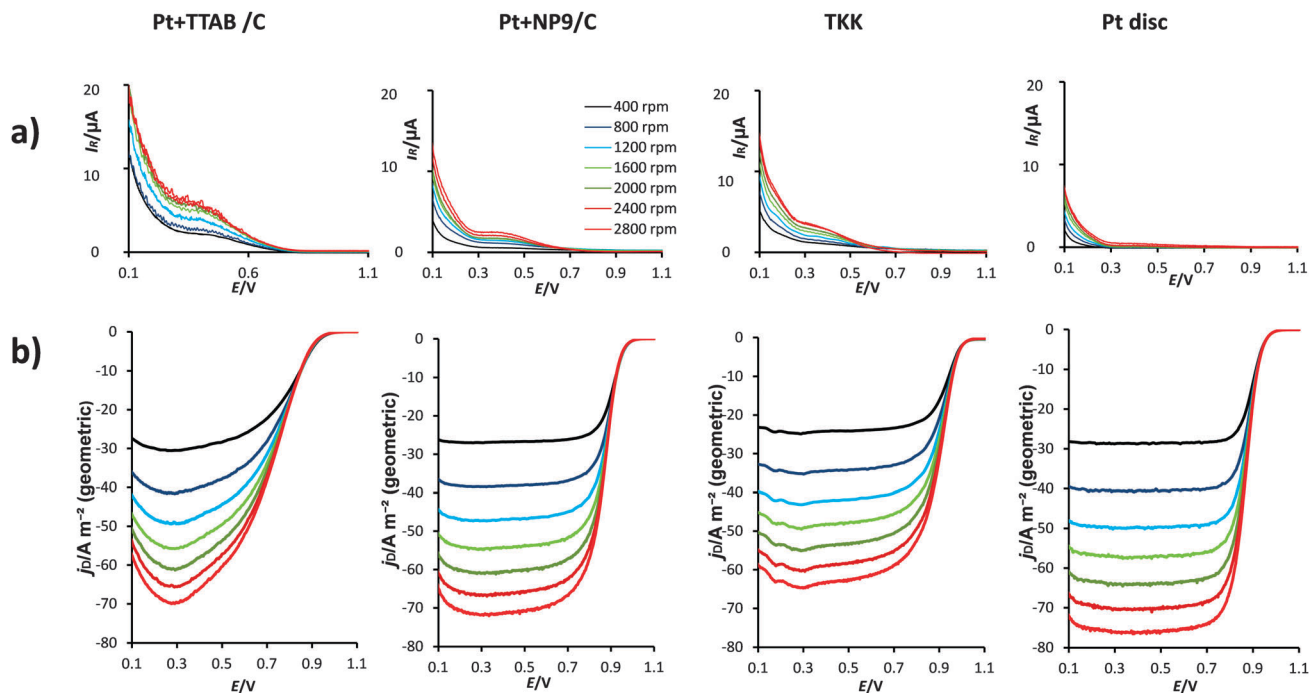 Pt+TTAB /C Pt+NP9/C TKK Pt disc
a)
20 10 0
I_R/µA
0.1 0.6 1.1
E/V
20 10 0
I_R/µA
0.1 0.3 0.5 0.7 0.9 1.1
E/V
400 rpm
800 rpm
1200 rpm
1600 rpm
2000 rpm
2400 rpm
2800 rpm
20 10 0
I_R/µA
0.1 0.3 0.5 0.7 0.9 1.1
E/V
20 10 0
I_R/µA
0.1 0.3 0.5 0.7 0.9 1.1
E/V
b)
0 -10 -20 -30 -40 -50 -60 -70 -80
j_D/A m⁻² (geometric)
0.1 0.3 0.5 0.7 0.9 1.1
E/V
0 -10 -20 -30 -40 -50 -60 -70 -80
j_D/A m⁻² (geometric)
0.1 0.3 0.5 0.7 0.9 1.1
E/V
0 -10 -20 -30 -40 -50 -60 -70 -80
j_D/A m⁻² (geometric)
0.1 0.3 0.5 0.7 0.9 1.1
E/V
0 -10 -20 -30 -40 -50 -60 -70 -80
j_D/A m⁻² (geometric)
0.1 0.3 0.5 0.7 0.9 1.1
E/V